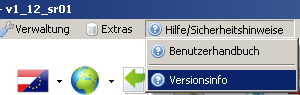 - v1_12_sr01
Verwaltung Extras Hilfe/Sicherheitshinweise
Benutzerhandbuch
Versionsinfo